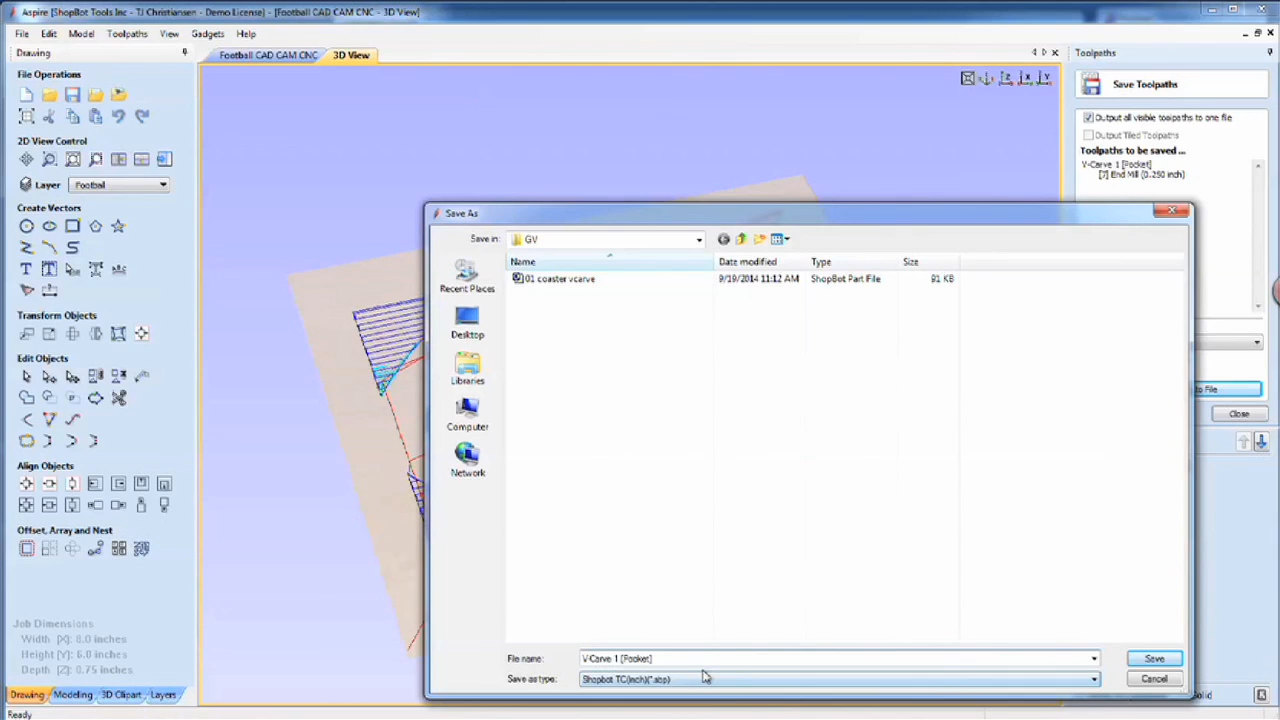 Aspire [ShopBot Tools Inc - TJ Christiansen - Demo License] - [Football CAD CAM CNC - 3D View]
File Edit Model Toolpaths View Gadgets Help
Drawing
File Operations
2D View Control
Layer Football
Create Vectors
Transform Objects
Edit Objects
Align Objects
Offset, Array and Nest
Job Dimensions
Width [X]: 8.0 inches
Height [Y]: 6.0 inches
Depth [Z]: 0.75 inches
Drawing Modeling 3D Clipart Layers
Ready
Football CAD CAM CNC 3D View
Save As
Save in: GV
Name Date modified Type Size
01 coaster vcarve 9/19/2014 11:12 AM ShopBot Part File 91 KB
Recent Places
Desktop
Libraries
Computer
Network
File name: V-Carve 1 [Pocket] Save
Save as type: Shopbot TC(inch)(*.sbp) Cancel
Toolpaths
Save Toolpaths
Output all visible toolpaths to one file
Output Tiled Toolpaths
Toolpaths to be saved ...
V-Carve 1 [Pocket]
[7] End Mill (0.250 inch)
to File
Close
olid